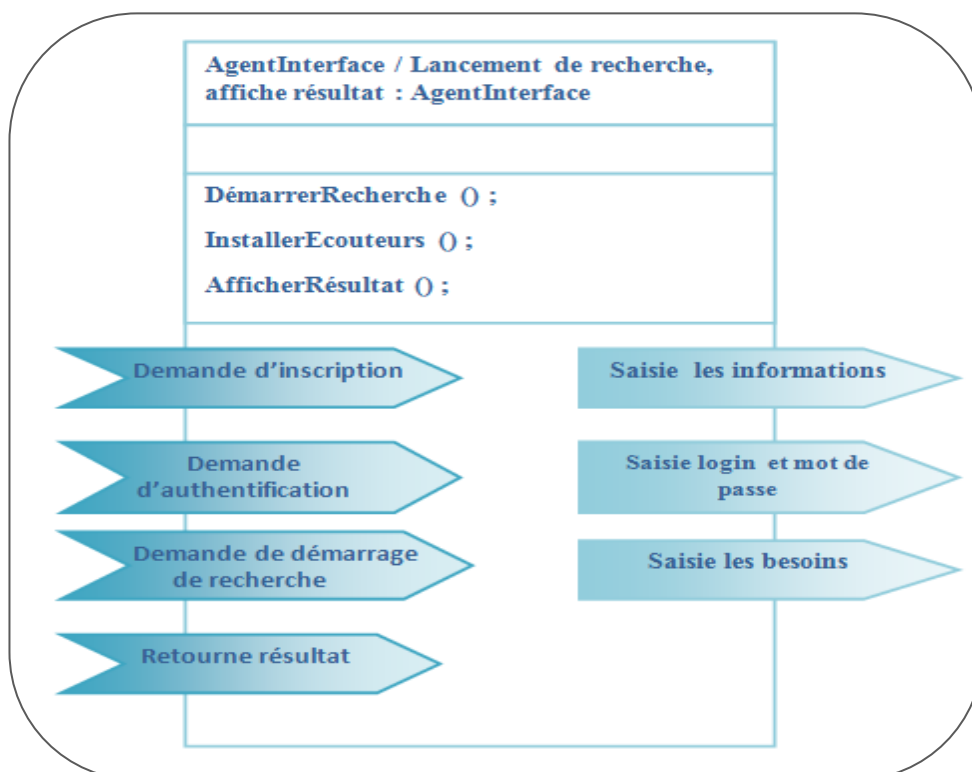 AgentInterface / Lancement de recherche,
affiche résultat : AgentInterface
DémarrerRecherche () ;
InstallerEcouteurs () ;
AfficherRésultat () ;
Demande d’inscription
Saisie les informations
Demande
d’authentification
Saisie login et mot de
passe
Demande de démarrage
de recherche
Saisie les besoins
Retourne résultat